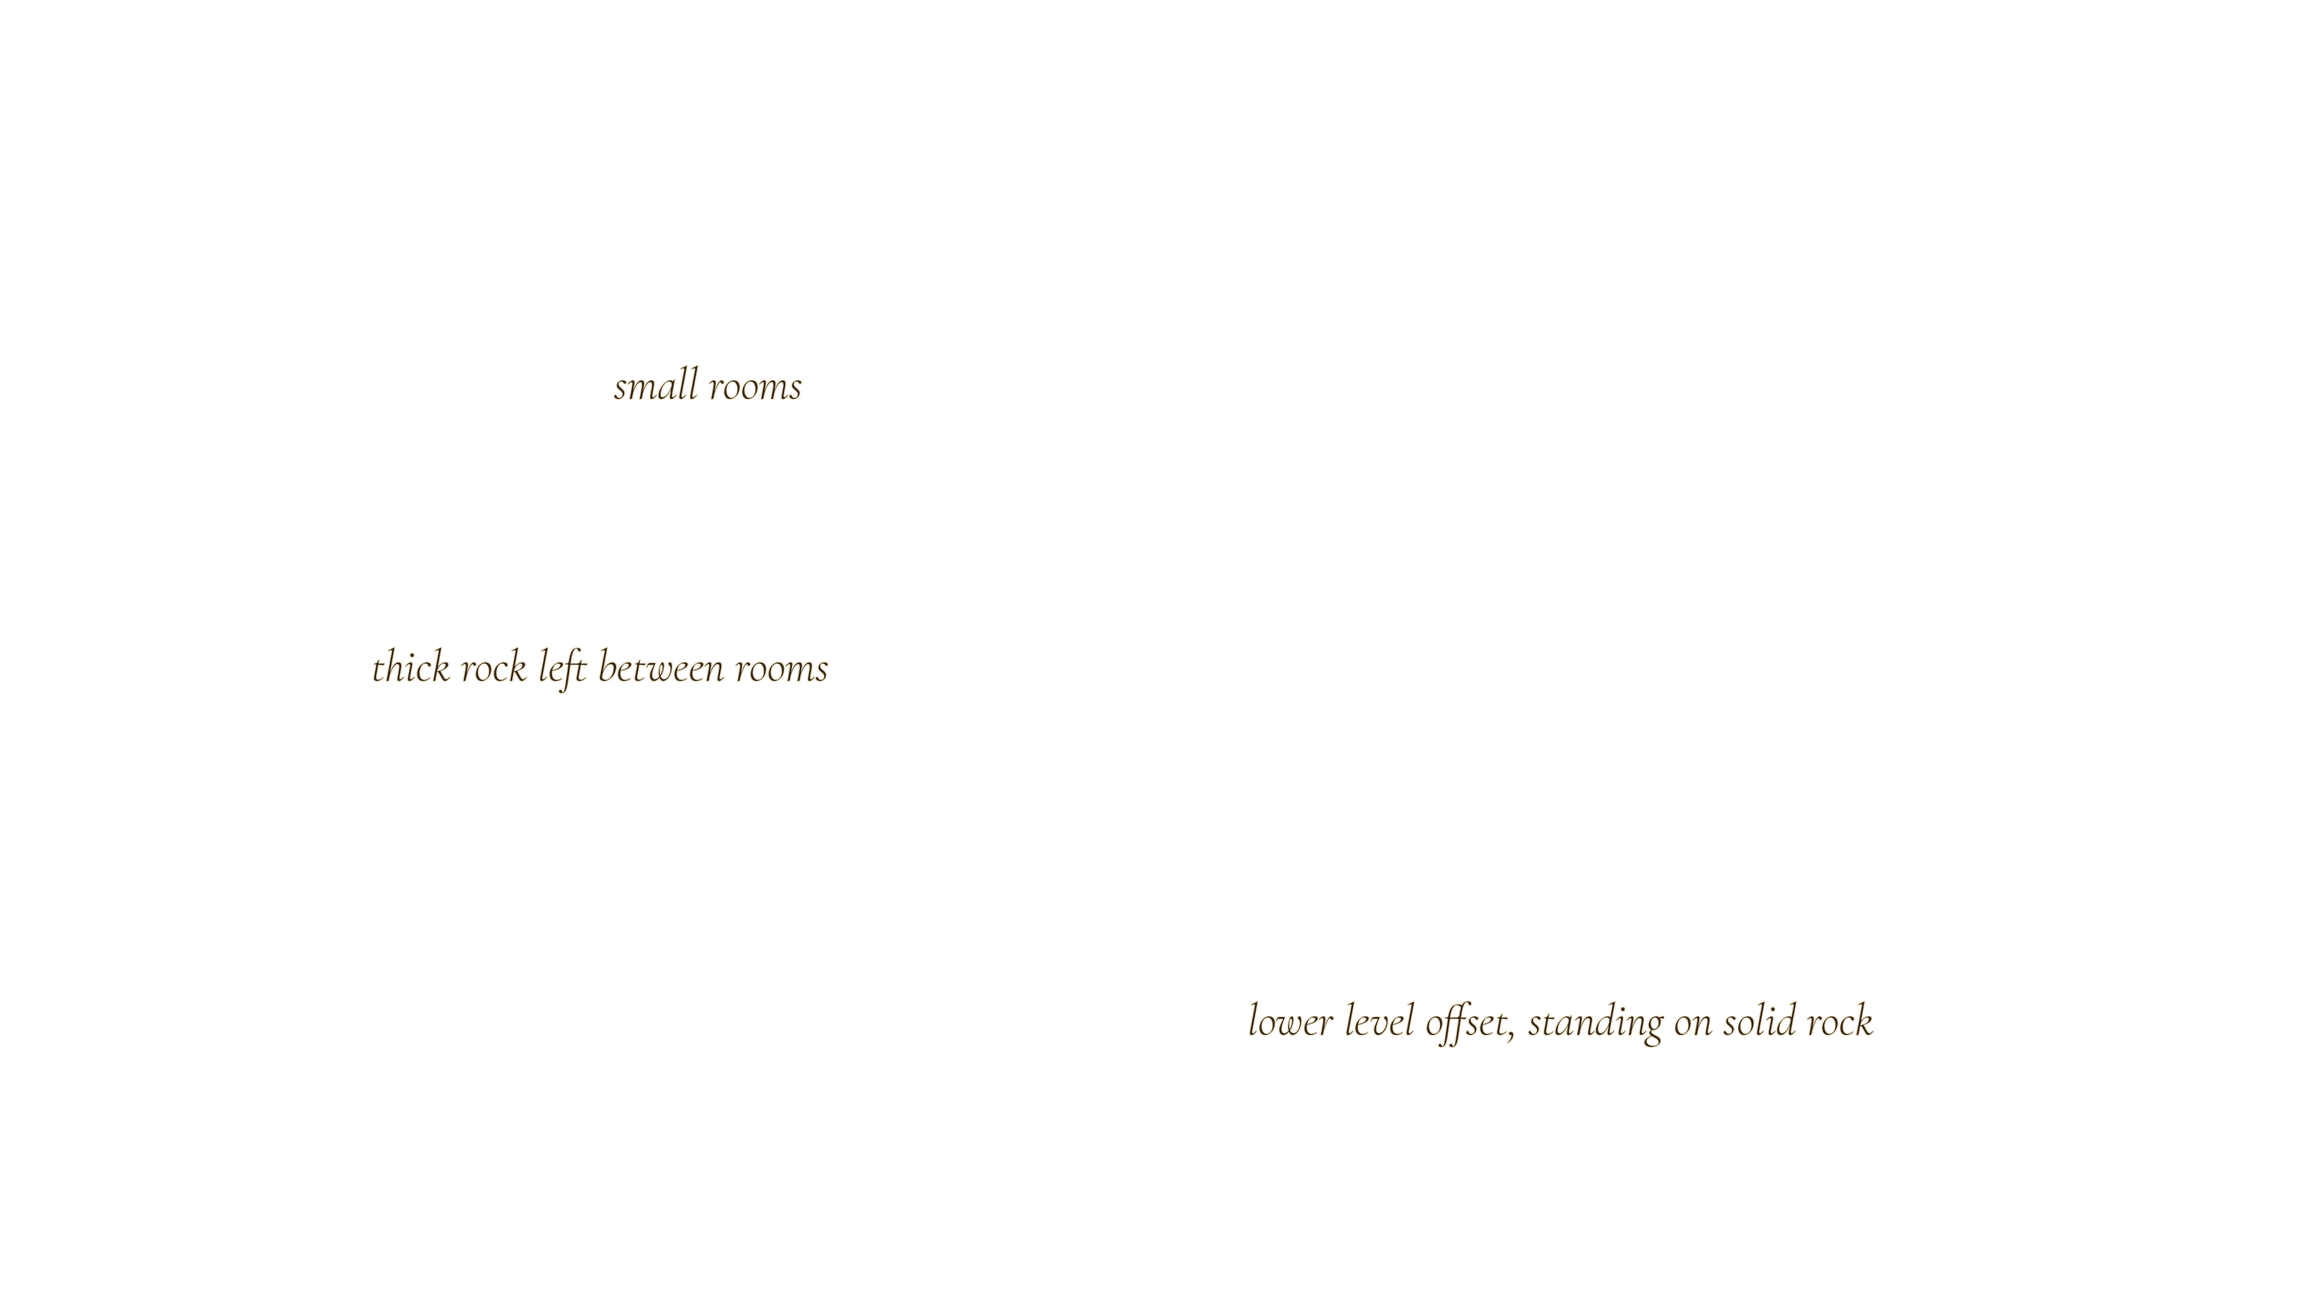 small rooms
thick rock left between rooms
lower level offset, standing on solid rock